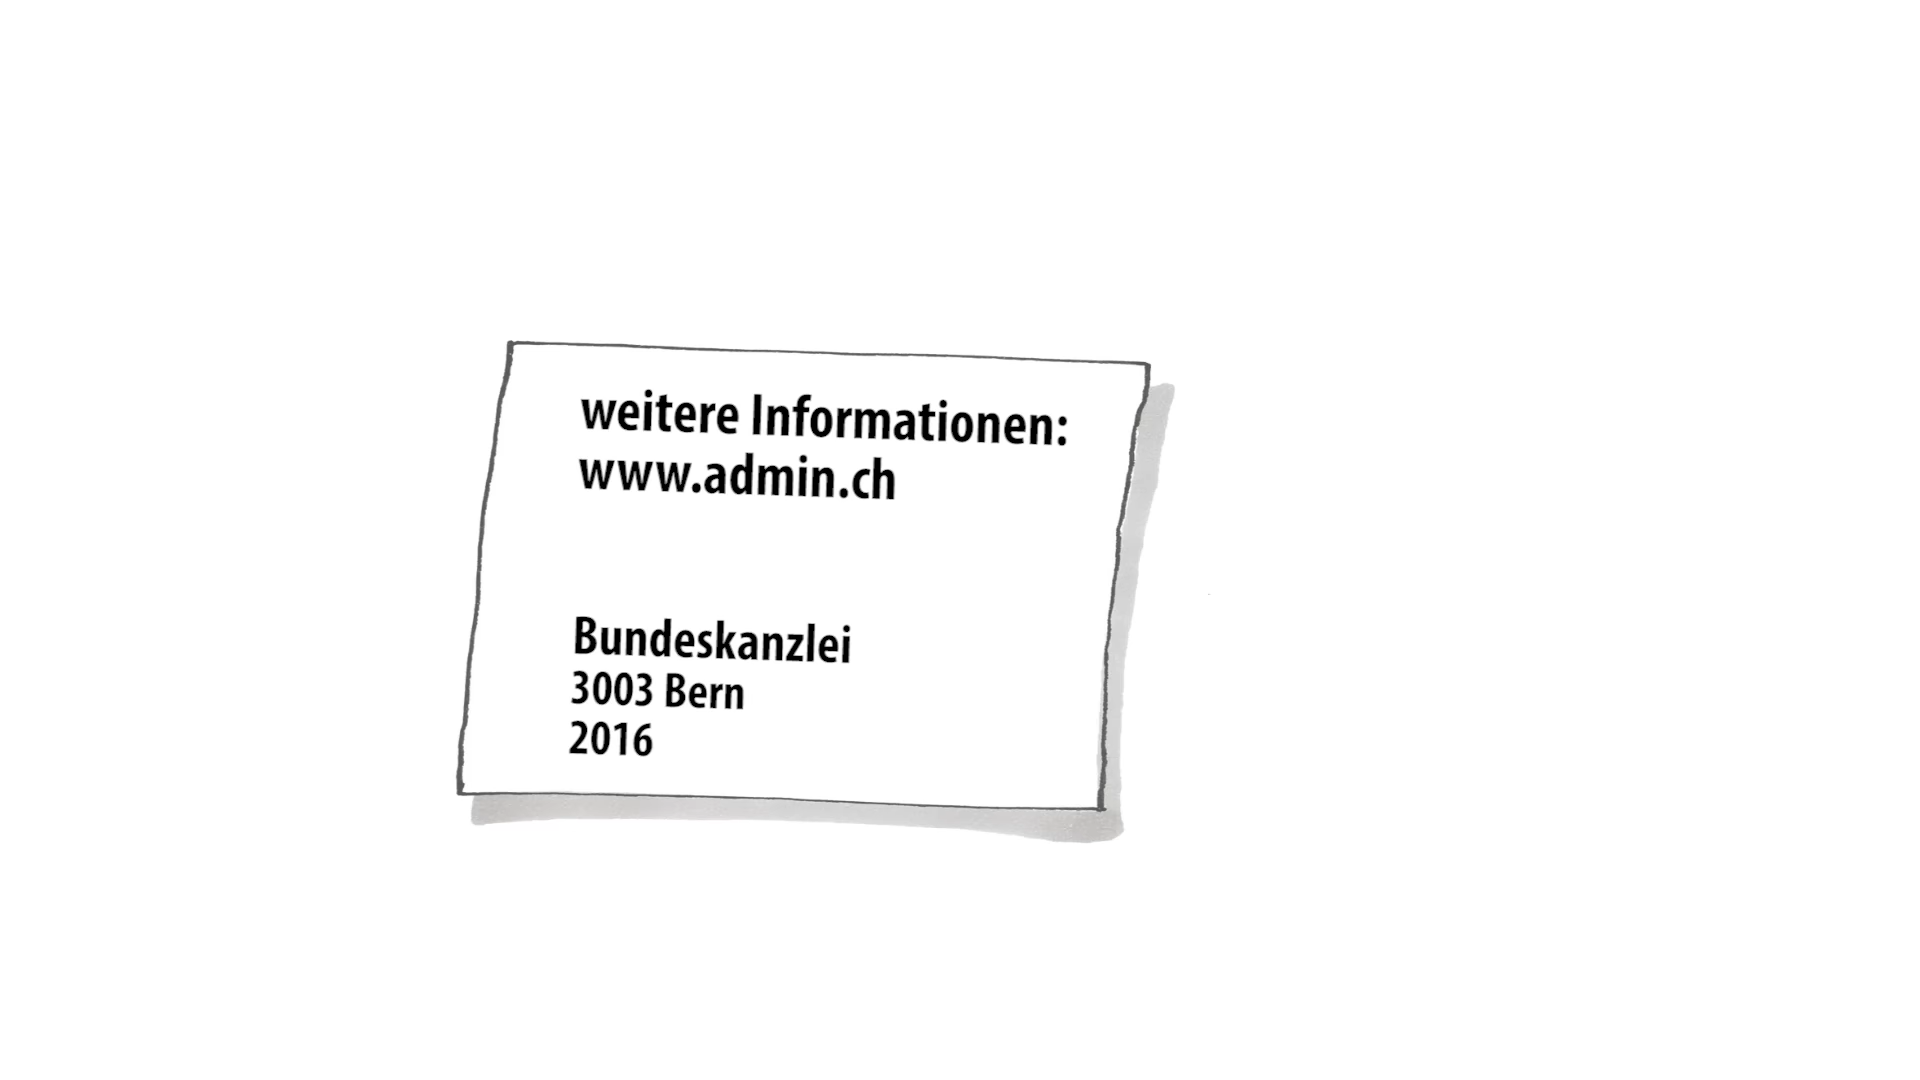 weitere Informationen:
www.admin.ch
Bundeskanzlei
3003 Bern
2016